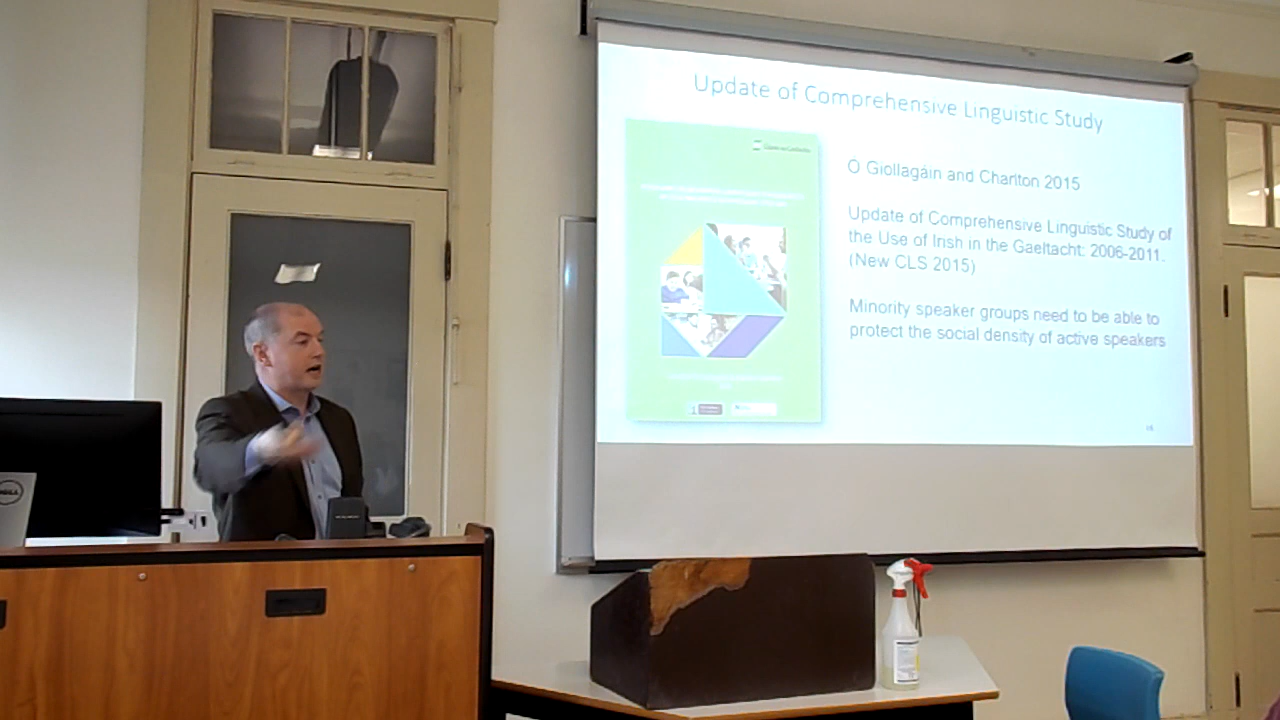 Update of Comprehensive Linguistic Study
O Giollagáin and Charlton 2015
Update of Comprehensive Linguistic Study of
the Use of Irish in the Gaeltacht: 2006-2011.
(New CLS 2015)
Minority speaker groups need to be able to
protect the social density of active speakers
DELL